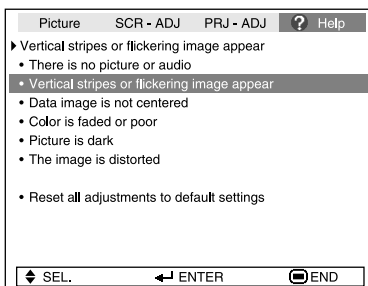 Picture SCR - ADJ PRJ - ADJ ? Help
Vertical stripes or flickering image appear
• There is no picture or audio
• Vertical stripes or flickering image appear
• Data image is not centered
• Color is faded or poor
• Picture is dark
• The image is distorted
• Reset all adjustments to default settings
SEL. ENTER END